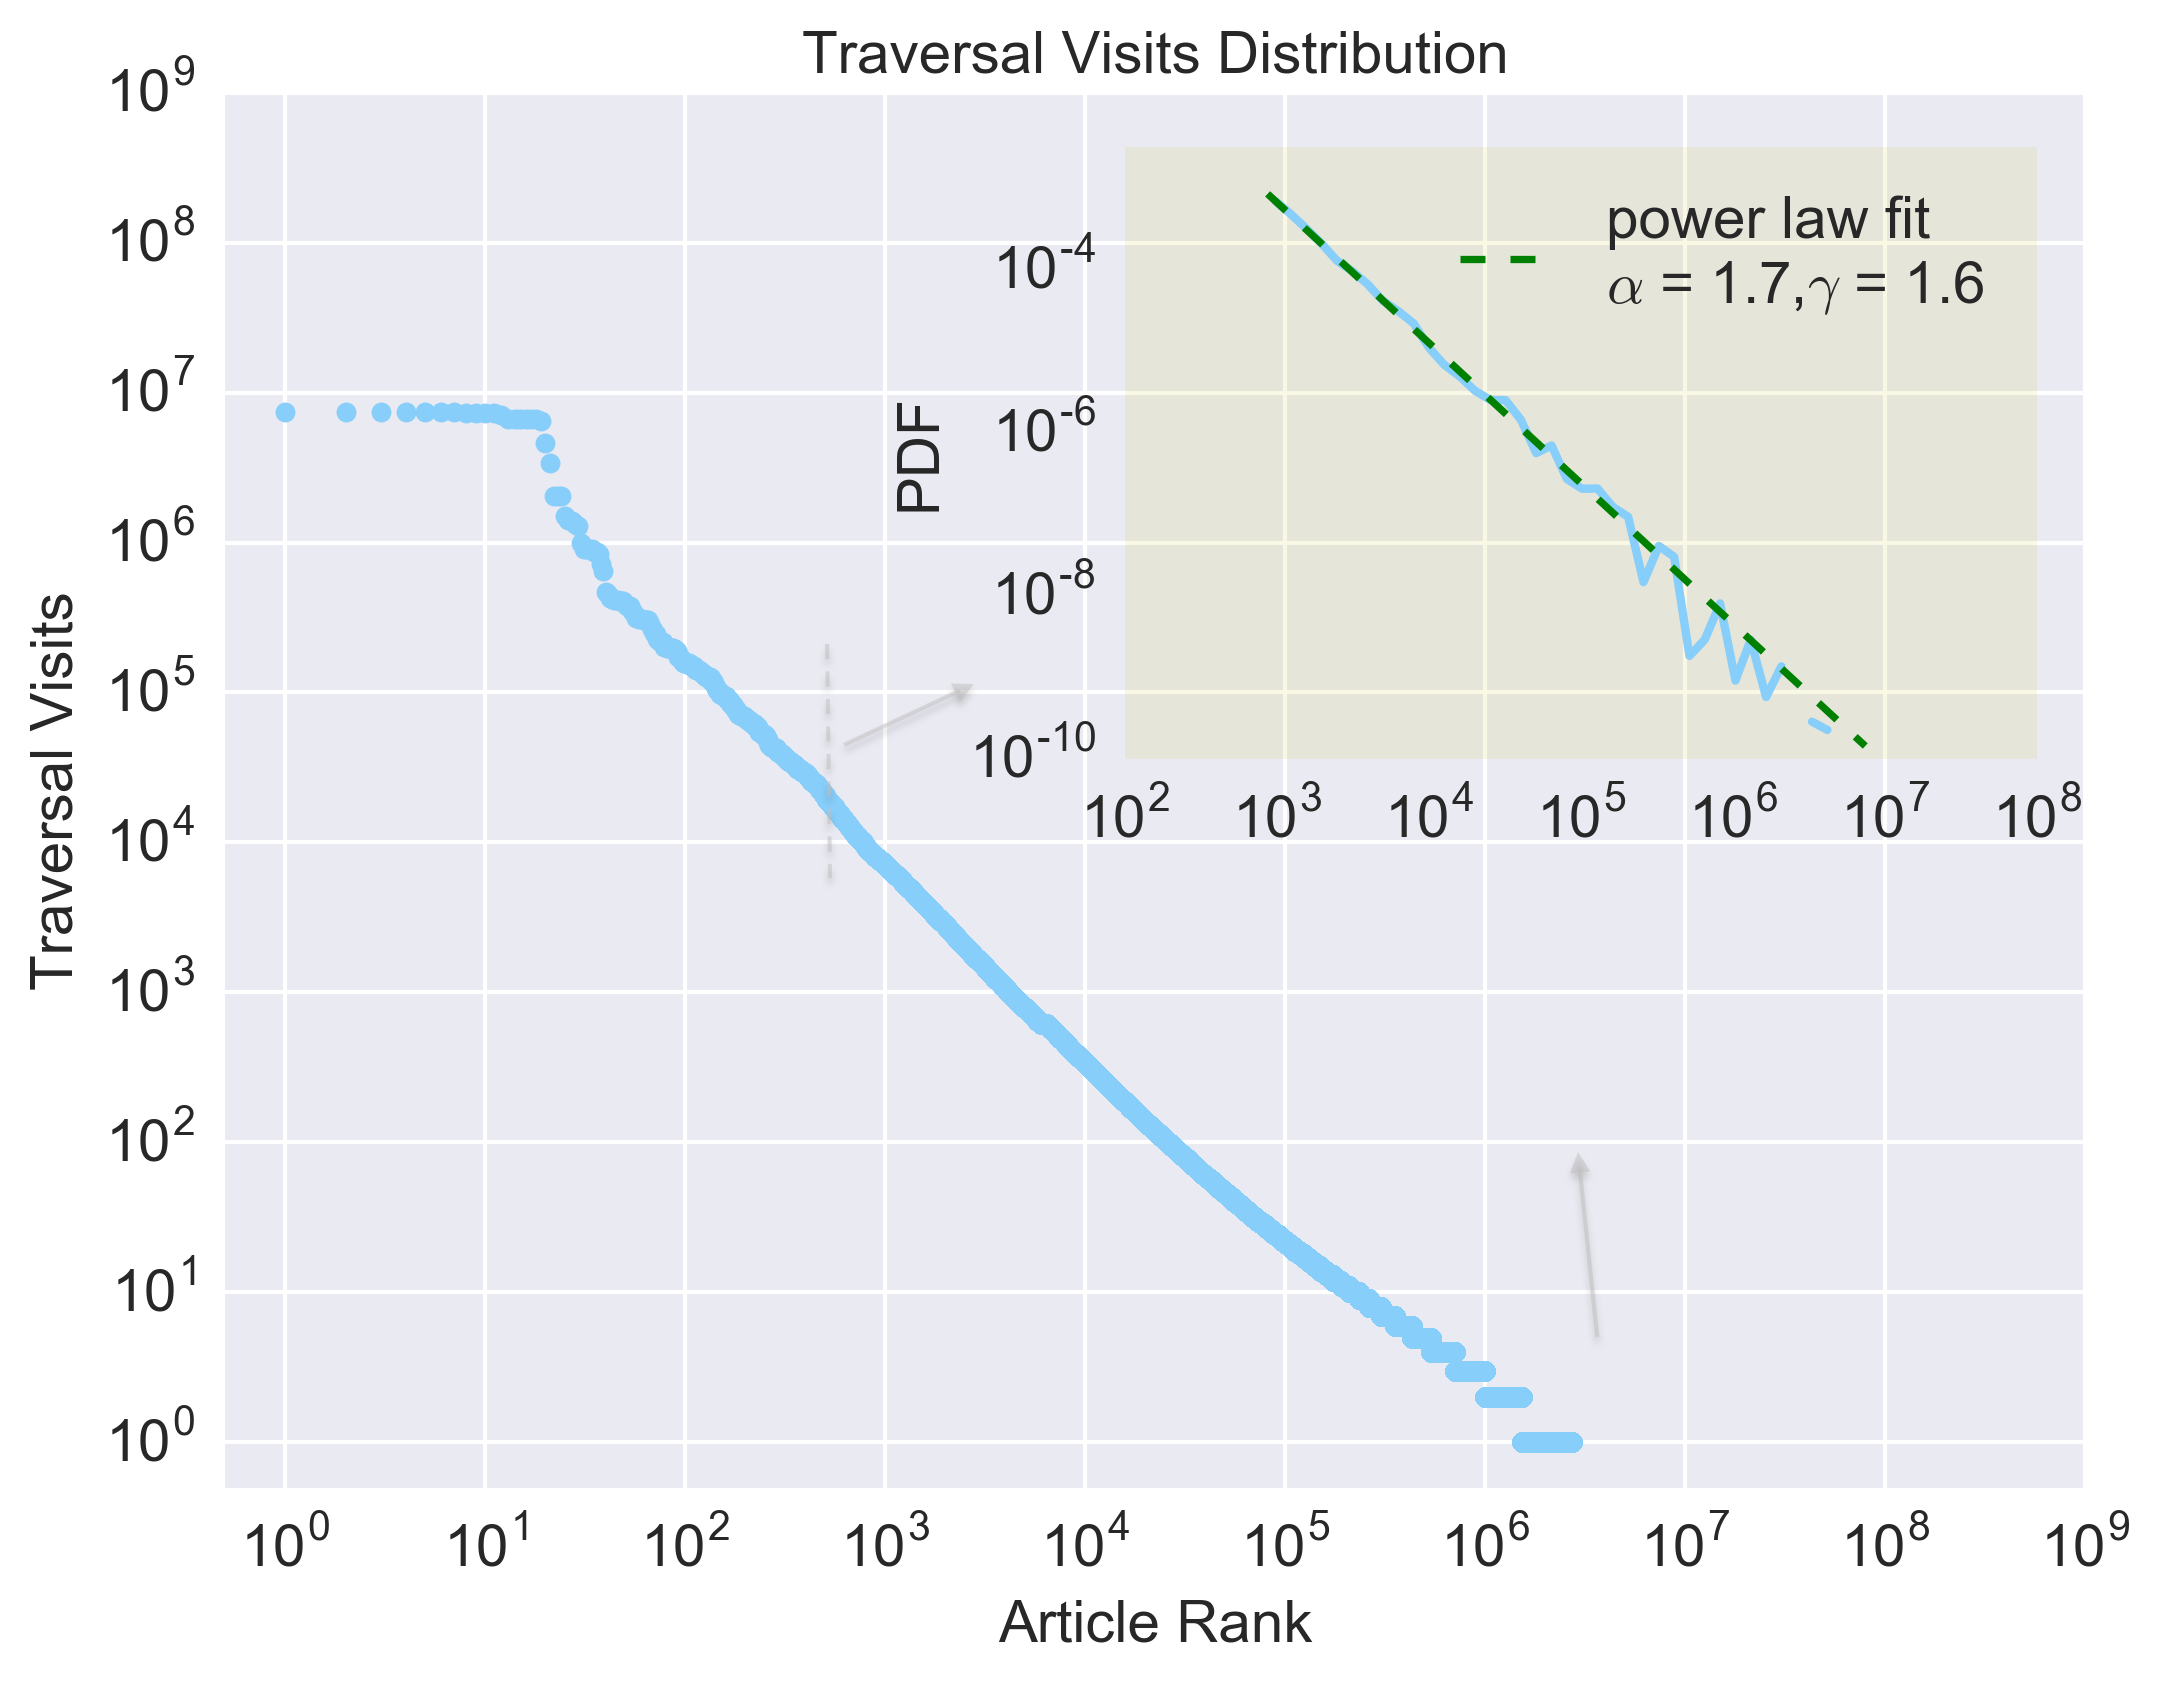 Traversal Visits Distribution
10^9
10^8
10^7
10^6
10^5
10^4
10^3
10^2
10^1
10^0
Traversal Visits
10^0 10^1 10^2 10^3 10^4 10^5 10^6 10^7 10^8 10^9
Article Rank
PDF
10^-4
10^-6
10^-8
10^-10
10^2 10^3 10^4 10^5 10^6 10^7 10^8
power law fit
α = 1.7,γ = 1.6